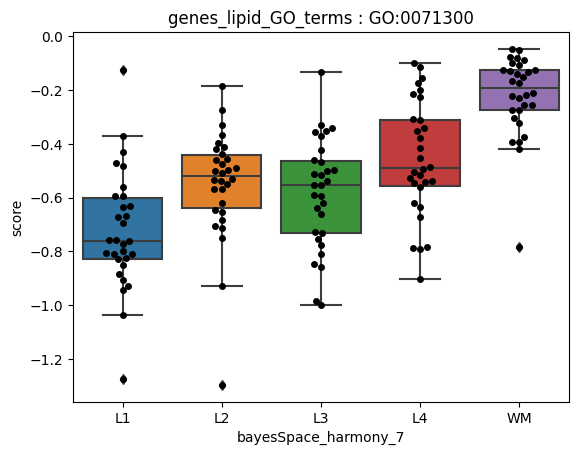 genes_lipid_GO_terms : GO:0071300
0.0
−0.2
−0.4
−0.6
−0.8
−1.0
−1.2
score
L1 L2 L3 L4 WM
bayesSpace_harmony_7